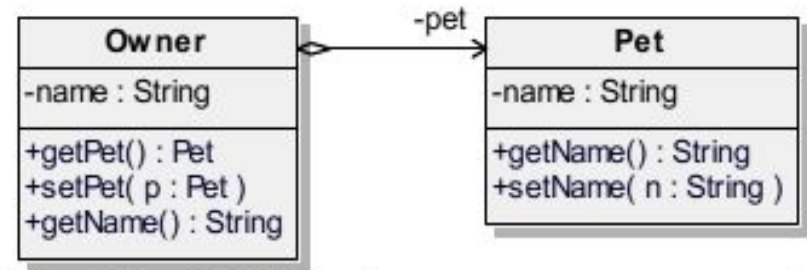 Owner
-name : String
+getPet() : Pet
+setPet( p : Pet )
+getName() : String
-pet
Pet
-name : String
+getName() : String
+setName( n : String )